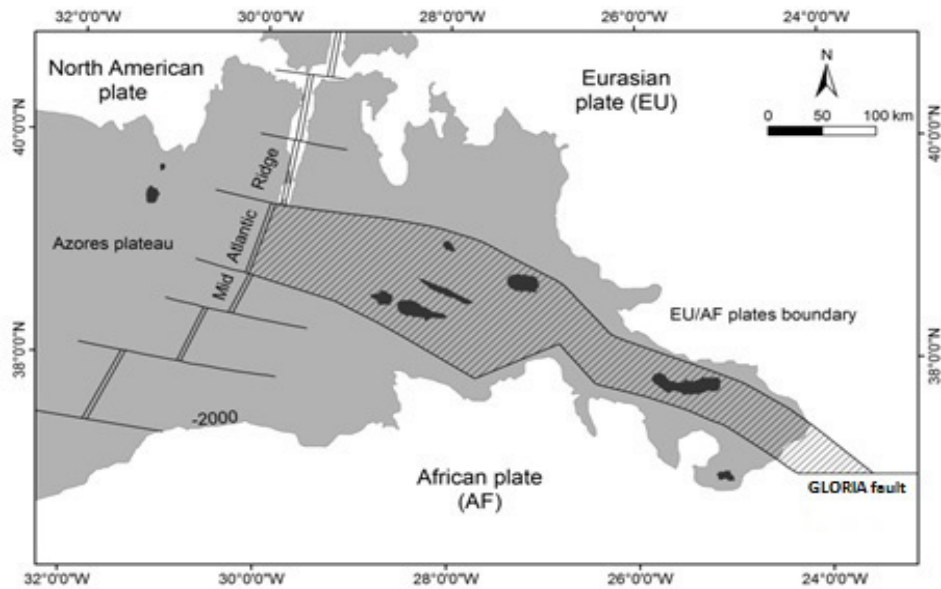 32°0'0"W
30°0'0"W
28°0'0"W
26°0'0"W
24°0'0"W
North American
plate
Eurasian
plate (EU)
N
0 50 100 km
40°0'0"N
40°0'0"N
Ridge
Atlantic
Mid
Azores plateau
EU/AF plates boundary
38°0'0"N
38°0'0"N
-2000
African plate
(AF)
GLORIA fault
32°0'0"W
30°0'0"W
28°0'0"W
26°0'0"W
24°0'0"W